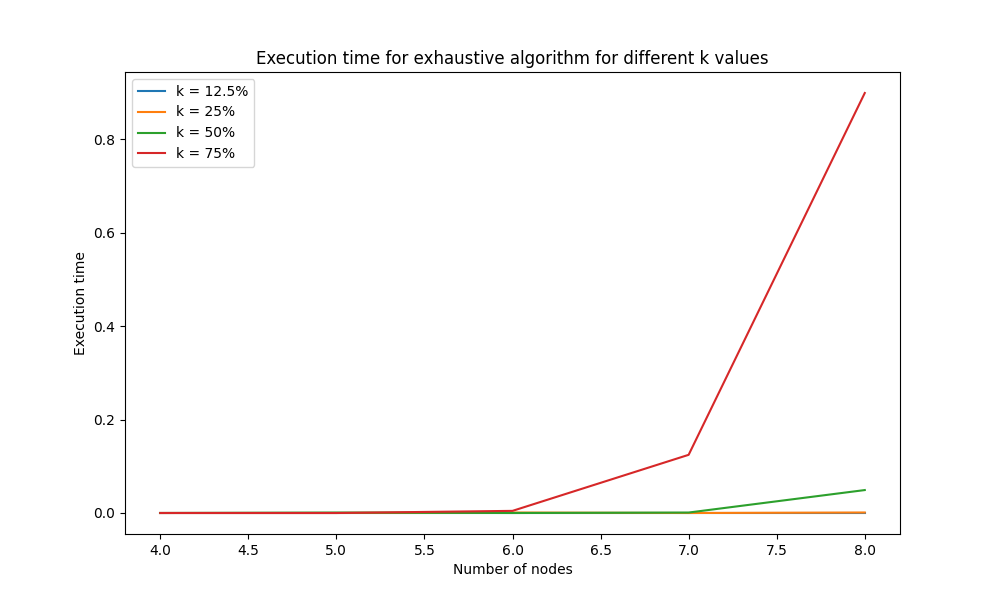 Execution time for exhaustive algorithm for different k values
k = 12.5%
k = 25%
k = 50%
k = 75%
Execution time
0.8
0.6
0.4
0.2
0.0
4.0 4.5 5.0 5.5 6.0 6.5 7.0 7.5 8.0
Number of nodes